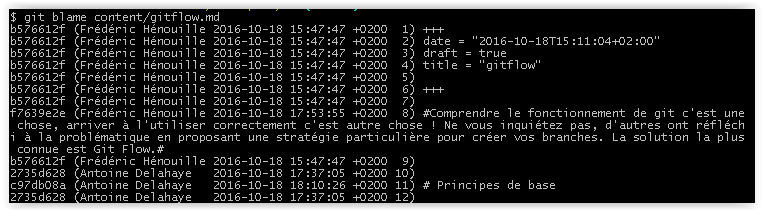 $ git blame content/gitflow.md
b576612f (Frédéric Hénouille 2016-10-18 15:47:47 +0200  1) +++
b576612f (Frédéric Hénouille 2016-10-18 15:47:47 +0200  2) date = "2016-10-18T15:11:04+02:00"
b576612f (Frédéric Hénouille 2016-10-18 15:47:47 +0200  3) draft = true
b576612f (Frédéric Hénouille 2016-10-18 15:47:47 +0200  4) title = "gitflow"
b576612f (Frédéric Hénouille 2016-10-18 15:47:47 +0200  5)
b576612f (Frédéric Hénouille 2016-10-18 15:47:47 +0200  6) +++
b576612f (Frédéric Hénouille 2016-10-18 15:47:47 +0200  7)
f7639e2e (Frédéric Hénouille 2016-10-18 17:53:55 +0200  8) #Comprendre le fonctionnement de git c'est une
 chose, arriver à l'utiliser correctement c'est autre chose ! Ne vous inquiétez pas, d'autres ont réfléch
i à la problématique en proposant une stratégie particulière pour créer vos branches. La solution la plus
 connue est Git Flow.#
b576612f (Frédéric Hénouille 2016-10-18 15:47:47 +0200  9)
2735d628 (Antoine Delahaye   2016-10-18 17:37:05 +0200 10)
c97db08a (Antoine Delahaye   2016-10-18 18:10:26 +0200 11) # Principes de base
2735d628 (Antoine Delahaye   2016-10-18 17:37:05 +0200 12)